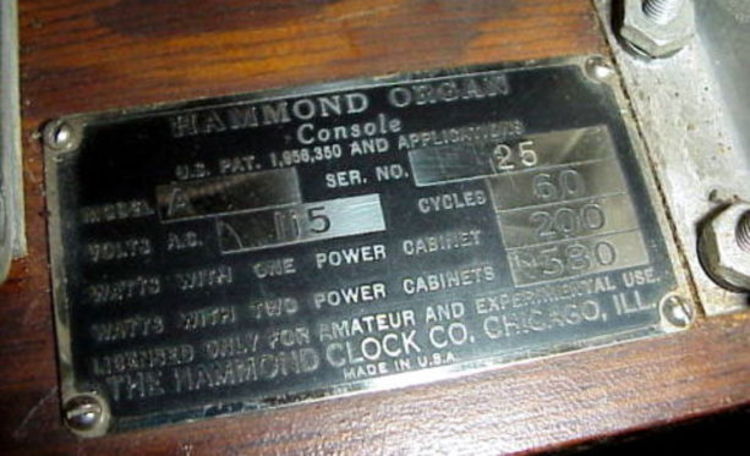 HAMMOND ORGAN
Console
U.S. PAT. 1,956,350 AND APPLICATIONS
MODEL A SER. NO. 25
VOLTS A.C. 115 CYCLES 60
WATTS WITH ONE POWER CABINET 200
WATTS WITH TWO POWER CABINETS 380
LICENSED ONLY FOR AMATEUR AND EXPERIMENTAL USE.
THE HAMMOND CLOCK CO. CHICAGO, ILL.
MADE IN U.S.A.